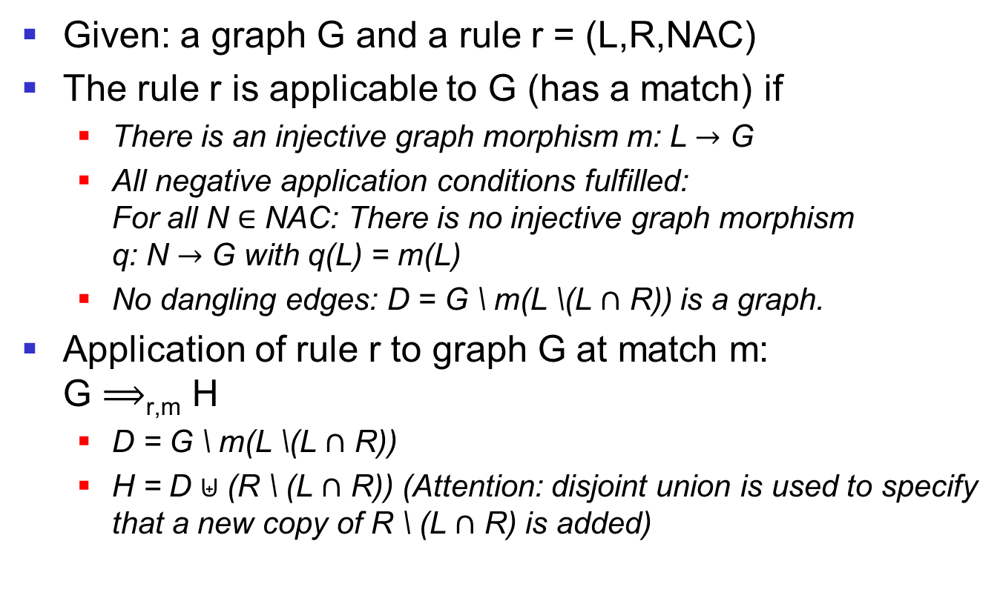 ▪ Given: a graph G and a rule r = (L,R,NAC)
▪ The rule r is applicable to G (has a match) if
▪ There is an injective graph morphism m: L → G
▪ All negative application conditions fulfilled:
For all N ∈ NAC: There is no injective graph morphism
q: N → G with q(L) = m(L)
▪ No dangling edges: D = G \ m(L \(L ∩ R)) is a graph.
▪ Application of rule r to graph G at match m:
G ⟹r,m H
▪ D = G \ m(L \(L ∩ R))
▪ H = D ⊎ (R \ (L ∩ R)) (Attention: disjoint union is used to specify
that a new copy of R \ (L ∩ R) is added)